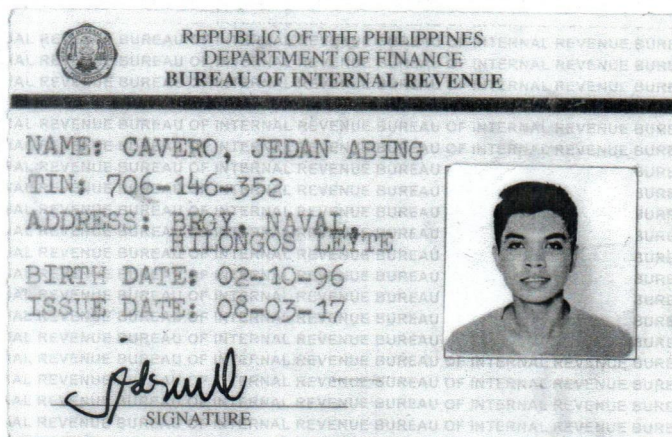 REPUBLIC OF THE PHILIPPINES
DEPARTMENT OF FINANCE
BUREAU OF INTERNAL REVENUE
NAME: CAVERO, JEDAN ABING
TIN: 706-146-352
ADDRESS: BRGY. NAVAL,
HILONGOS LEYTE
BIRTH DATE: 02-10-96
ISSUE DATE: 08-03-17
SIGNATURE